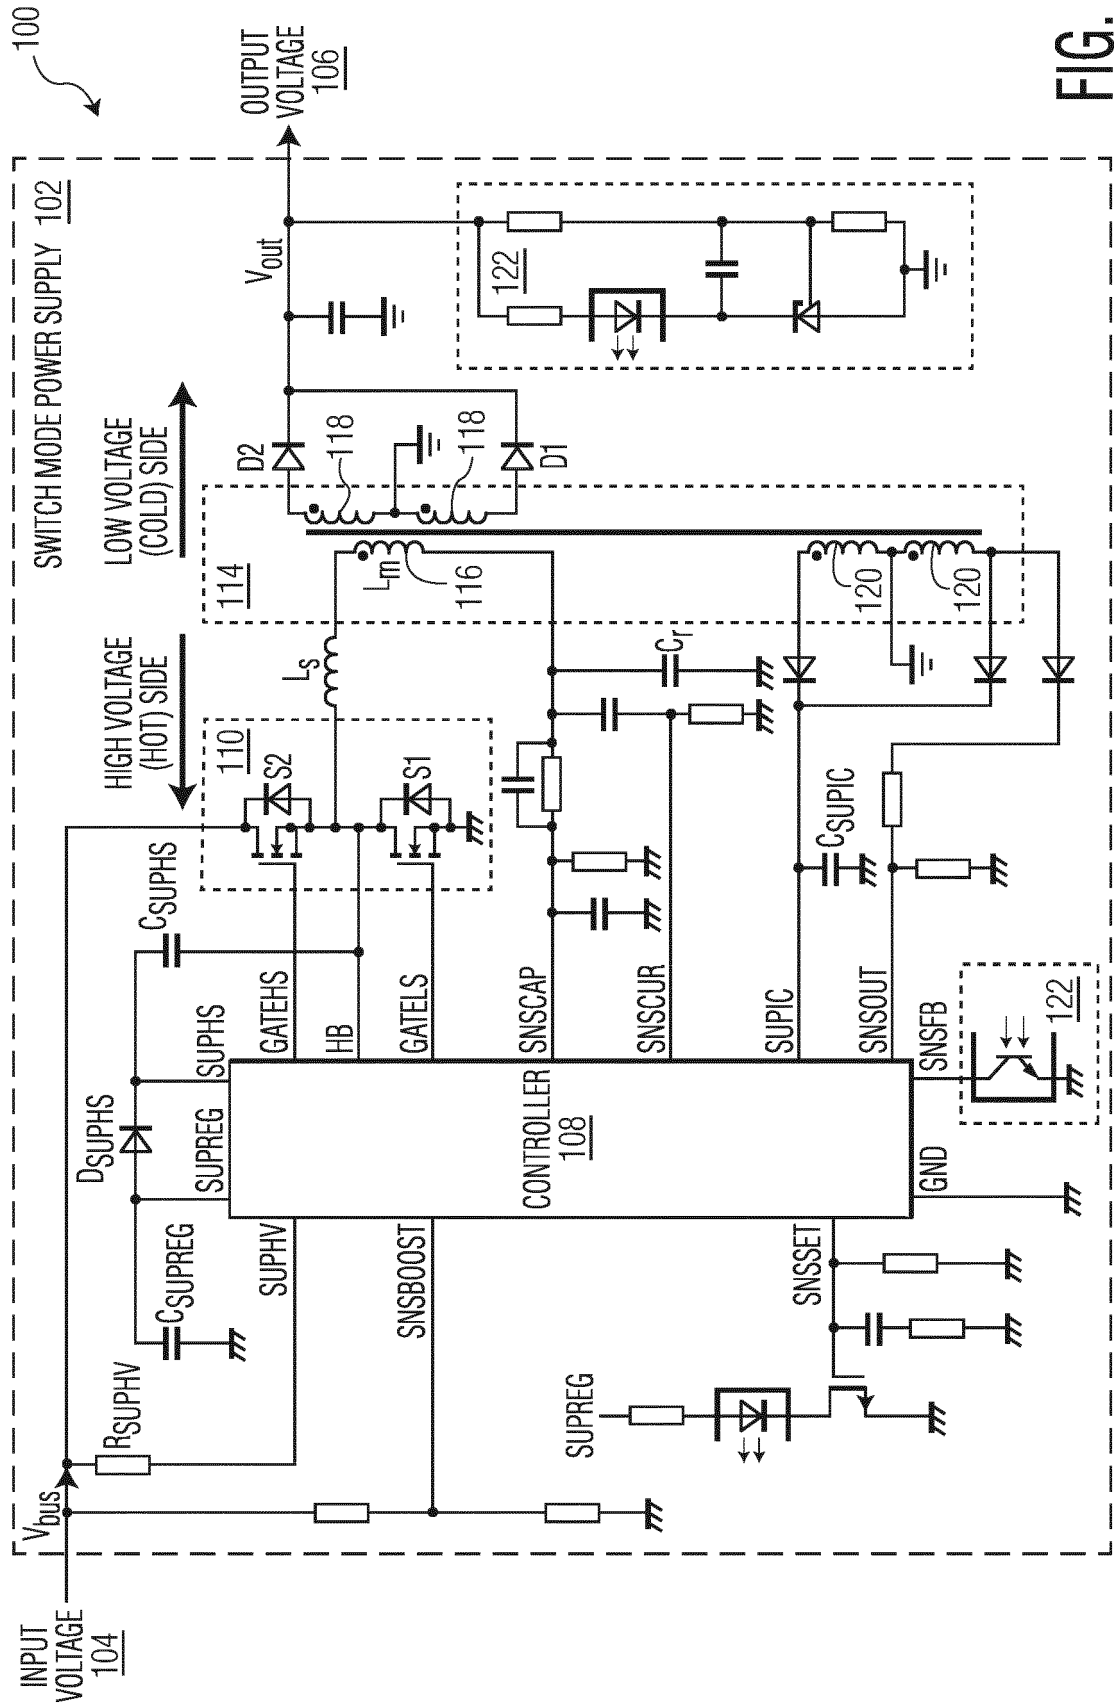 100
SWITCH MODE POWER SUPPLY 102
INPUT
VOLTAGE
104
OUTPUT
VOLTAGE
106
HIGH VOLTAGE
(HOT) SIDE
LOW VOLTAGE
(COLD) SIDE
Vbus
RSUPHV
CSUPREG
DSUPHS
CSUPHS
SUPREG
SUPHS
SUPHV
SNSBOOST
SNSSET
SUPREG
CONTROLLER
108
GATEHS
HB
GATELS
SNSCAP
SNSCUR
SUPIC
SNSOUT
SNSFB
GND
122
110
S2
S1
Ls
Cr
CSUPIC
114
Lm
116
118
118
120
120
D2
D1
Vout
122
FIG.